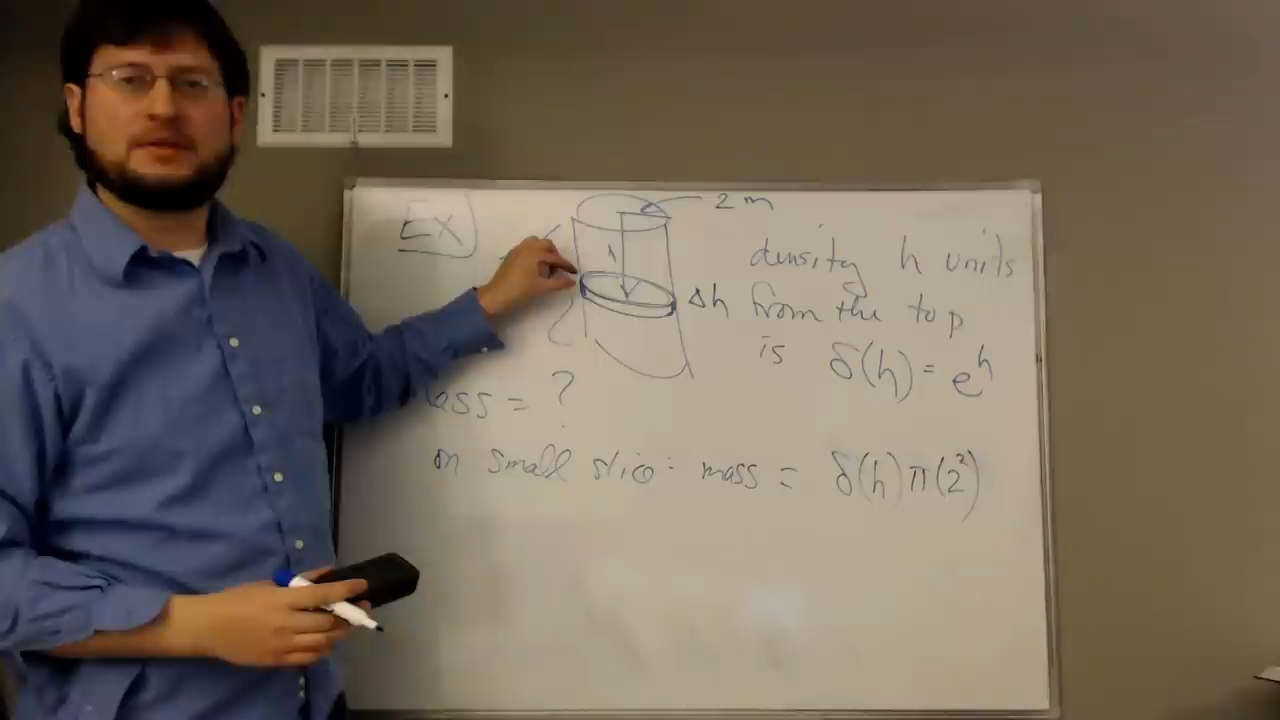 Ex
2 m
h
Δh
density h units
from the top
is δ(h) = e^h
ass = ?
on small slice: mass = δ(h) π(2²)